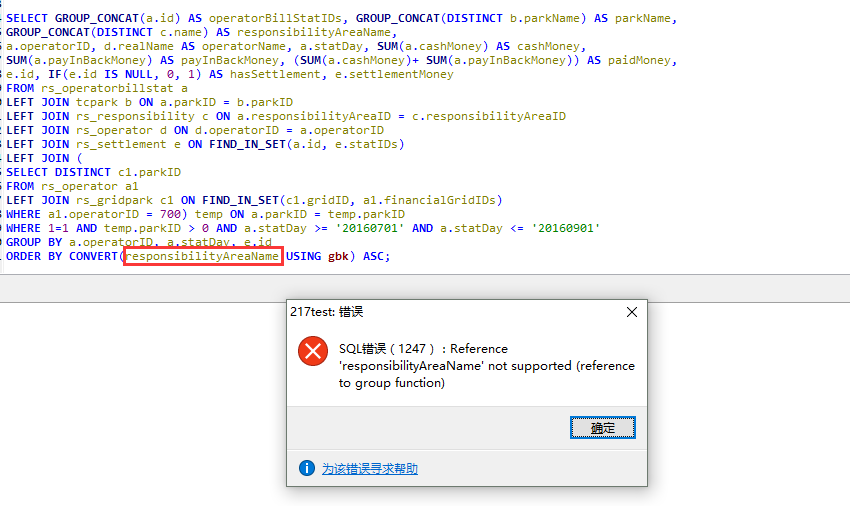 SELECT GROUP_CONCAT(a.id) AS operatorBillStatIDs, GROUP_CONCAT(DISTINCT b.parkName) AS parkName,
GROUP_CONCAT(DISTINCT c.name) AS responsibilityAreaName,
a.operatorID, d.realName AS operatorName, a.statDay, SUM(a.cashMoney) AS cashMoney,
SUM(a.payInBackMoney) AS payInBackMoney, (SUM(a.cashMoney)+ SUM(a.payInBackMoney)) AS paidMoney,
e.id, IF(e.id IS NULL, 0, 1) AS hasSettlement, e.settlementMoney
FROM rs_operatorbillstat a
LEFT JOIN tcpark b ON a.parkID = b.parkID
LEFT JOIN rs_responsibility c ON a.responsibilityAreaID = c.responsibilityAreaID
LEFT JOIN rs_operator d ON d.operatorID = a.operatorID
LEFT JOIN rs_settlement e ON FIND_IN_SET(a.id, e.statIDs)
LEFT JOIN (
SELECT DISTINCT c1.parkID
FROM rs_operator a1
LEFT JOIN rs_gridpark c1 ON FIND_IN_SET(c1.gridID, a1.financialGridIDs)
WHERE a1.operatorID = 700) temp ON a.parkID = temp.parkID
WHERE 1=1 AND temp.parkID > 0 AND a.statDay >= '20160701' AND a.statDay <= '20160901'
GROUP BY a.operatorID, a.statDay, e.id
ORDER BY CONVERT(responsibilityAreaName USING gbk) ASC;
217test: 错误
SQL错误（1247）: Reference
'responsibilityAreaName' not supported (reference
to group function)
确定
为该错误寻求帮助